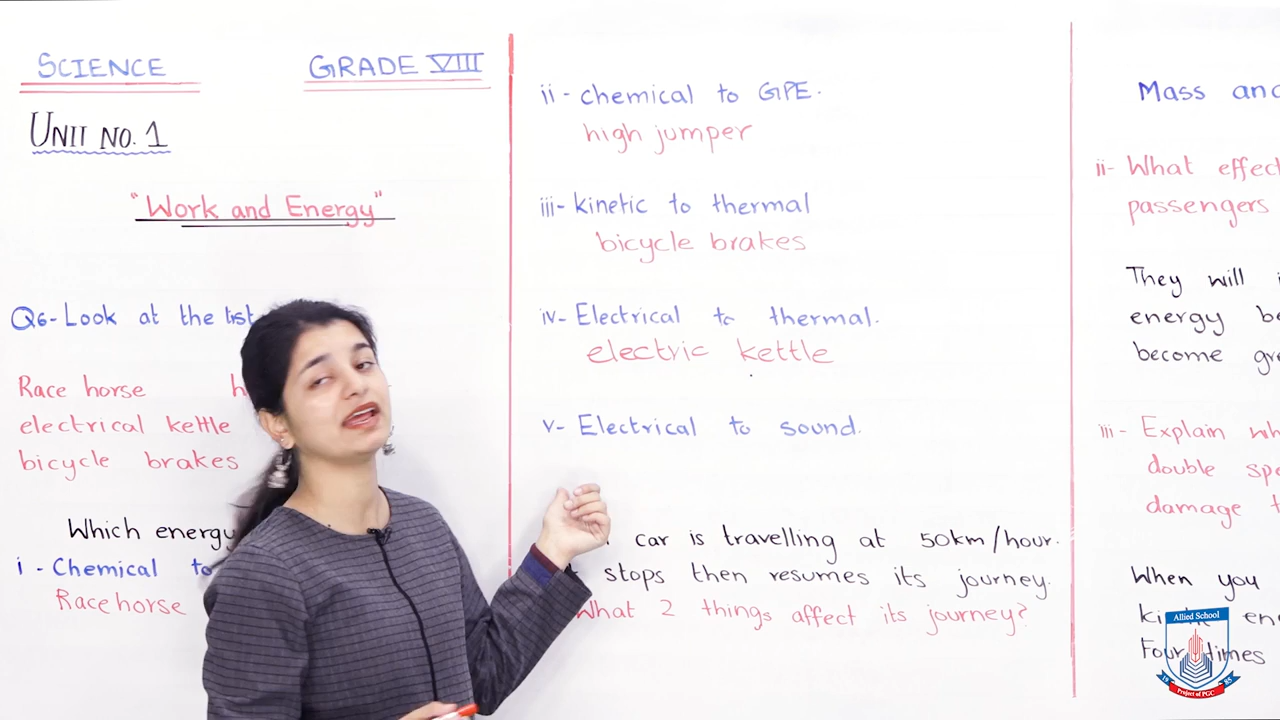 SCIENCE GRADE VIII
UNIT NO. 1
"Work and Energy"
Q6- Look at the list
Race horse h
electrical kettle
bicycle brakes
Which energy
i - Chemical to
Race horse
ii - chemical to GPE.
high jumper
iii- kinetic to thermal
bicycle brakes
iv- Electrical to thermal.
electric kettle
v- Electrical to sound.
car is travelling at 50km/hour.
stops then resumes its journey.
What 2 things affect its journey?
Mass and
ii- What effect
passengers
They will
energy be
become gr
iii- Explain wh
double spe
damage t
When you
en
Four times
Allied School
1985
Project of PGC